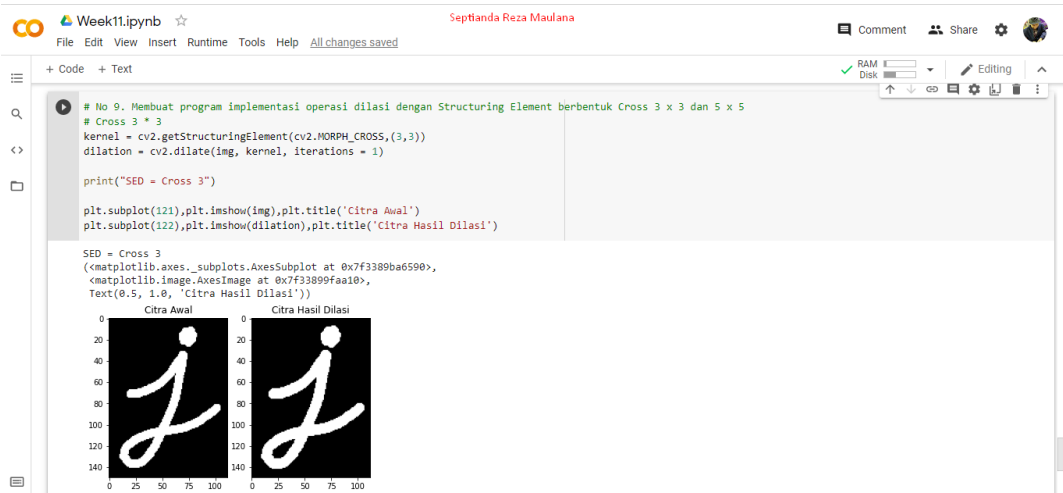 Week11.ipynb
Septianda Reza Maulana
Comment Share
File Edit View Insert Runtime Tools Help All changes saved
+ Code + Text
RAM
Disk
Editing
# No 9. Membuat program implementasi operasi dilasi dengan Structuring Element berbentuk Cross 3 x 3 dan 5 x 5
# Cross 3 * 3
kernel = cv2.getStructuringElement(cv2.MORPH_CROSS,(3,3))
dilation = cv2.dilate(img, kernel, iterations = 1)
print("SED = Cross 3")
plt.subplot(121),plt.imshow(img),plt.title('Citra Awal')
plt.subplot(122),plt.imshow(dilation),plt.title('Citra Hasil Dilasi')
SED = Cross 3
(<matplotlib.axes._subplots.AxesSubplot at 0x7f3389ba6590>,
<matplotlib.image.AxesImage at 0x7f33899faa10>,
Text(0.5, 1.0, 'Citra Hasil Dilasi'))
Citra Awal Citra Hasil Dilasi
0 0
20 20
40 40
60 60
80 80
100 100
120 120
140 140
0 25 50 75 100 0 25 50 75 100